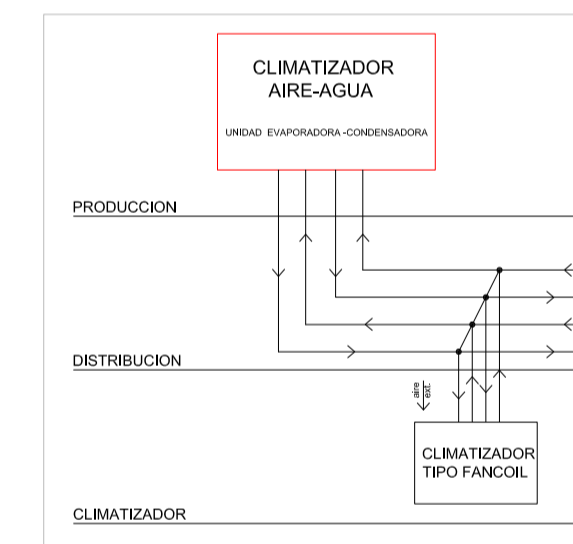 CLIMATIZADOR
AIRE-AGUA
UNIDAD EVAPORADORA-CONDENSADORA
PRODUCCION
DISTRIBUCION
aire
ext.
CLIMATIZADOR
TIPO FANCOIL
CLIMATIZADOR